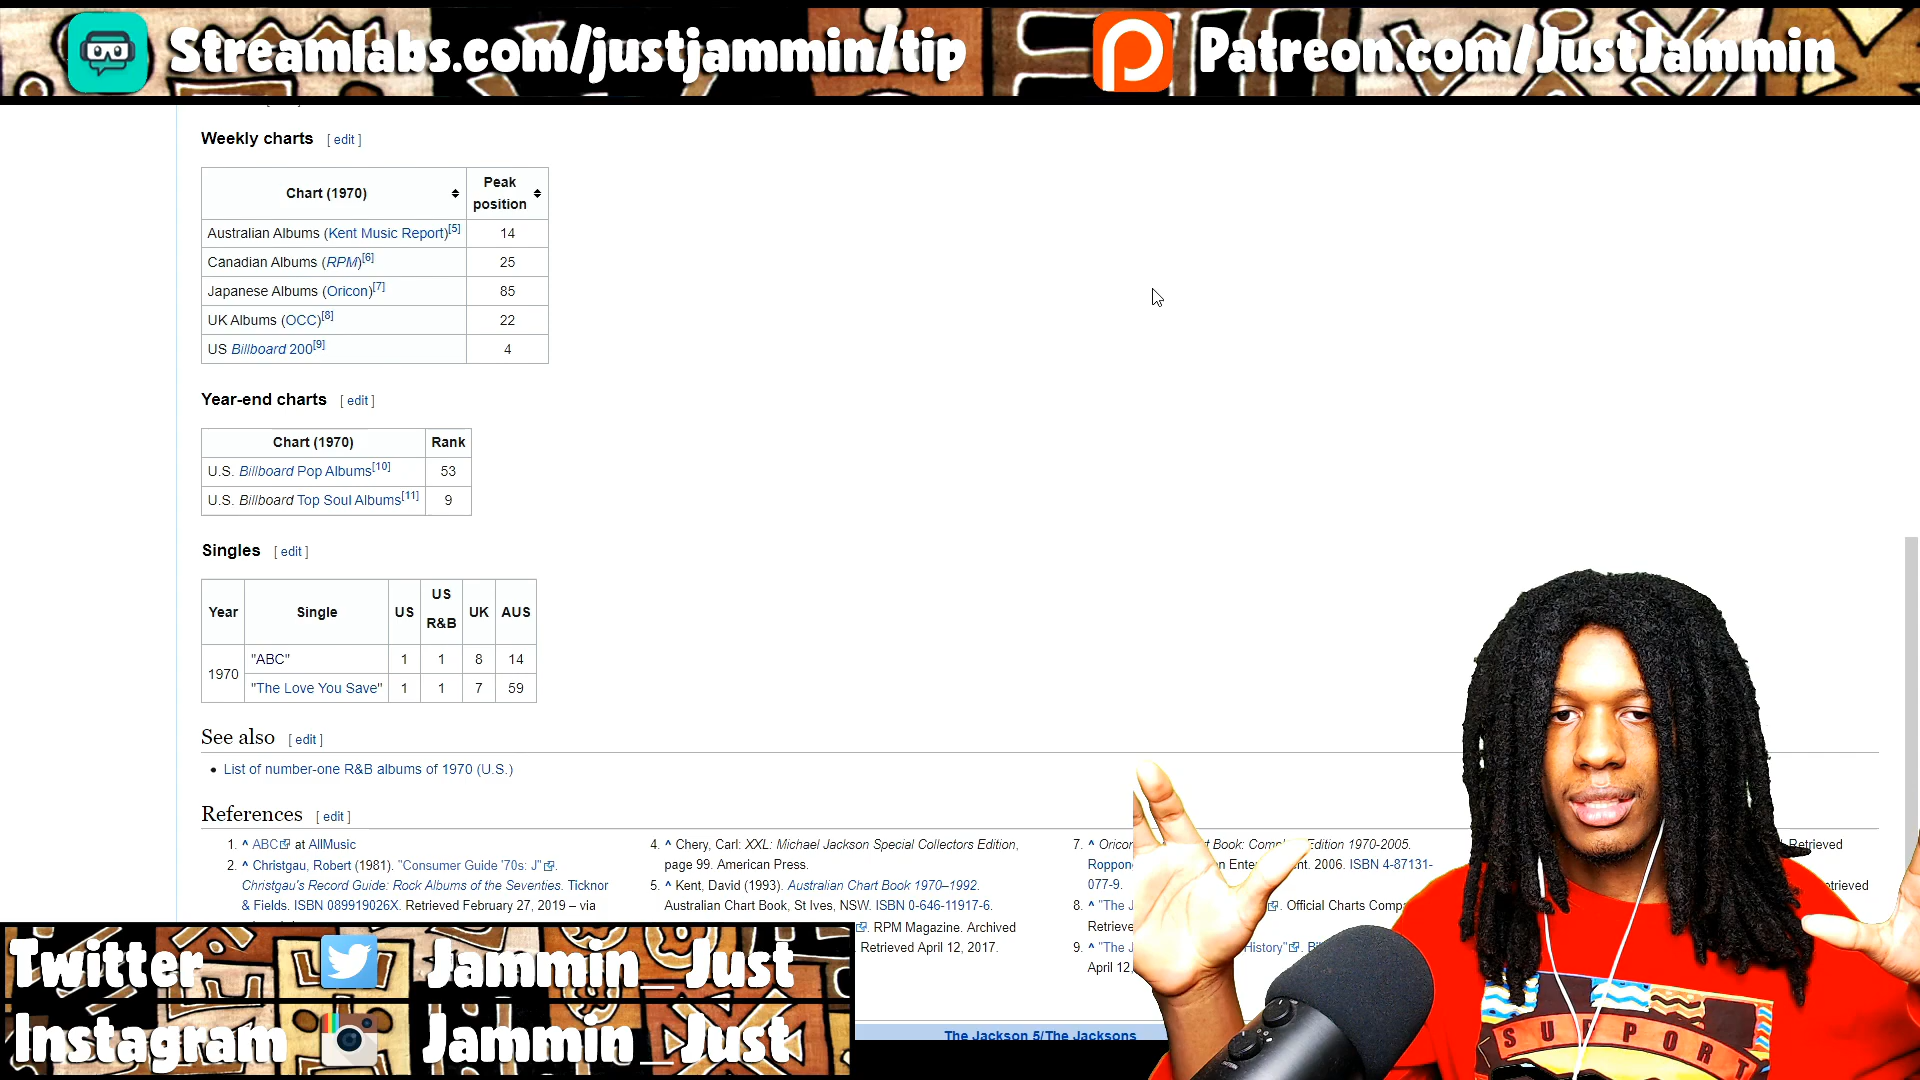 Streamlabs.com/justjammin/tip
Patreon.com/JustJammin
Weekly charts [ edit ]
Chart (1970) Peak position
Australian Albums (Kent Music Report)[5] 14
Canadian Albums (RPM)[6] 25
Japanese Albums (Oricon)[7] 85
UK Albums (OCC)[8] 22
US Billboard 200[9] 4
Year-end charts [ edit ]
Chart (1970) Rank
U.S. Billboard Pop Albums[10] 53
U.S. Billboard Top Soul Albums[11] 9
Singles [ edit ]
Year Single US US R&B UK AUS
1970 "ABC" 1 1 8 14
"The Love You Save" 1 1 7 59
See also [ edit ]
• List of number-one R&B albums of 1970 (U.S.)
References [ edit ]
1. ^ ABC at AllMusic
2. ^ Christgau, Robert (1981). "Consumer Guide '70s: J".
Christgau's Record Guide: Rock Albums of the Seventies. Ticknor
& Fields. ISBN 089919026X. Retrieved February 27, 2019 – via
4. ^ Chery, Carl: XXL: Michael Jackson Special Collectors Edition,
page 99. American Press.
5. ^ Kent, David (1993). Australian Chart Book 1970–1992.
Australian Chart Book, St Ives, NSW. ISBN 0-646-11917-6.
RPM Magazine. Archived
Retrieved April 12, 2017.
7. ^ Book: Edition 1970-2005.
2006. ISBN 4-87131-
077-9.
8. ^ "The Official Charts
9. ^ "The History".
April 12,
Retrieved
The Jackson 5/The Jacksons
Twitter Jammin_Just
Instagram Jammin_Just
SUPPORT